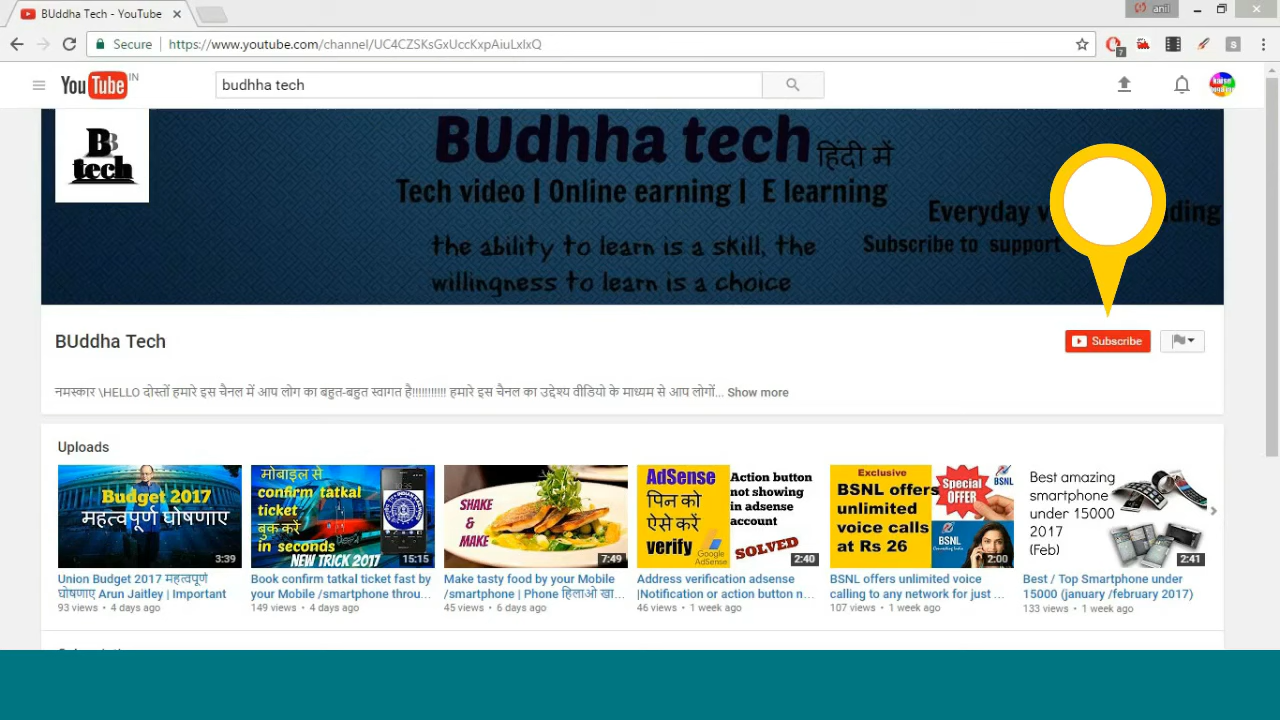 BUddha Tech - YouTube
anil
Secure
https://www.youtube.com/channel/UC4CZSKsGxUccKxpAiuLxlxQ
7
S
YouTube IN
budhha tech
BB
tech
BUdhha tech हिंदी में
Tech video | Online earning | E learning
Everyday v
ding
the ability to learn is a skill, the
Subscribe to support
willingness to learn is a choice
BUddha Tech
Subscribe
नमस्कार \HELLO दोस्तों हमारे इस चैनल में आप लोग का बहुत-बहुत स्वागत है!!!!!!!!!!! हमारे इस चैनल का उद्देश्य वीडियो के माध्यम से आप लोगों... Show more
Uploads
Budget 2017
महत्वपूर्ण घोषणाए
3:39
Union Budget 2017 महत्वपूर्ण
घोषणाए Arun Jaitley | Important
93 views • 4 days ago
मोबाइल से
confirm tatkal
ticket
बुक करें
in seconds
NEW TRICK 2017
15:15
Book confirm tatkal ticket fast by
your Mobile /smartphone throu...
149 views • 4 days ago
SHAKE
&
MAKE
7:49
Make tasty food by your Mobile
/smartphone | Phone हिलाओ खा...
45 views • 6 days ago
AdSense
पिन को
ऐसे करें
verify
Action button
not showing
in adsense
account
SOLVED
Google
AdSense
2:40
Address verification adsense
|Notification or action button n...
46 views • 1 week ago
Exclusive
BSNL offers
unlimited
voice calls
at Rs 26
Special
OFFER
BSNL
BSNL
2:00
BSNL offers unlimited voice
calling to any network for just ...
107 views • 1 week ago
Best amazing
smartphone
under 15000
2017
(Feb)
2:41
Best / Top Smartphone under
15000 (january /february 2017)
133 views • 1 week ago